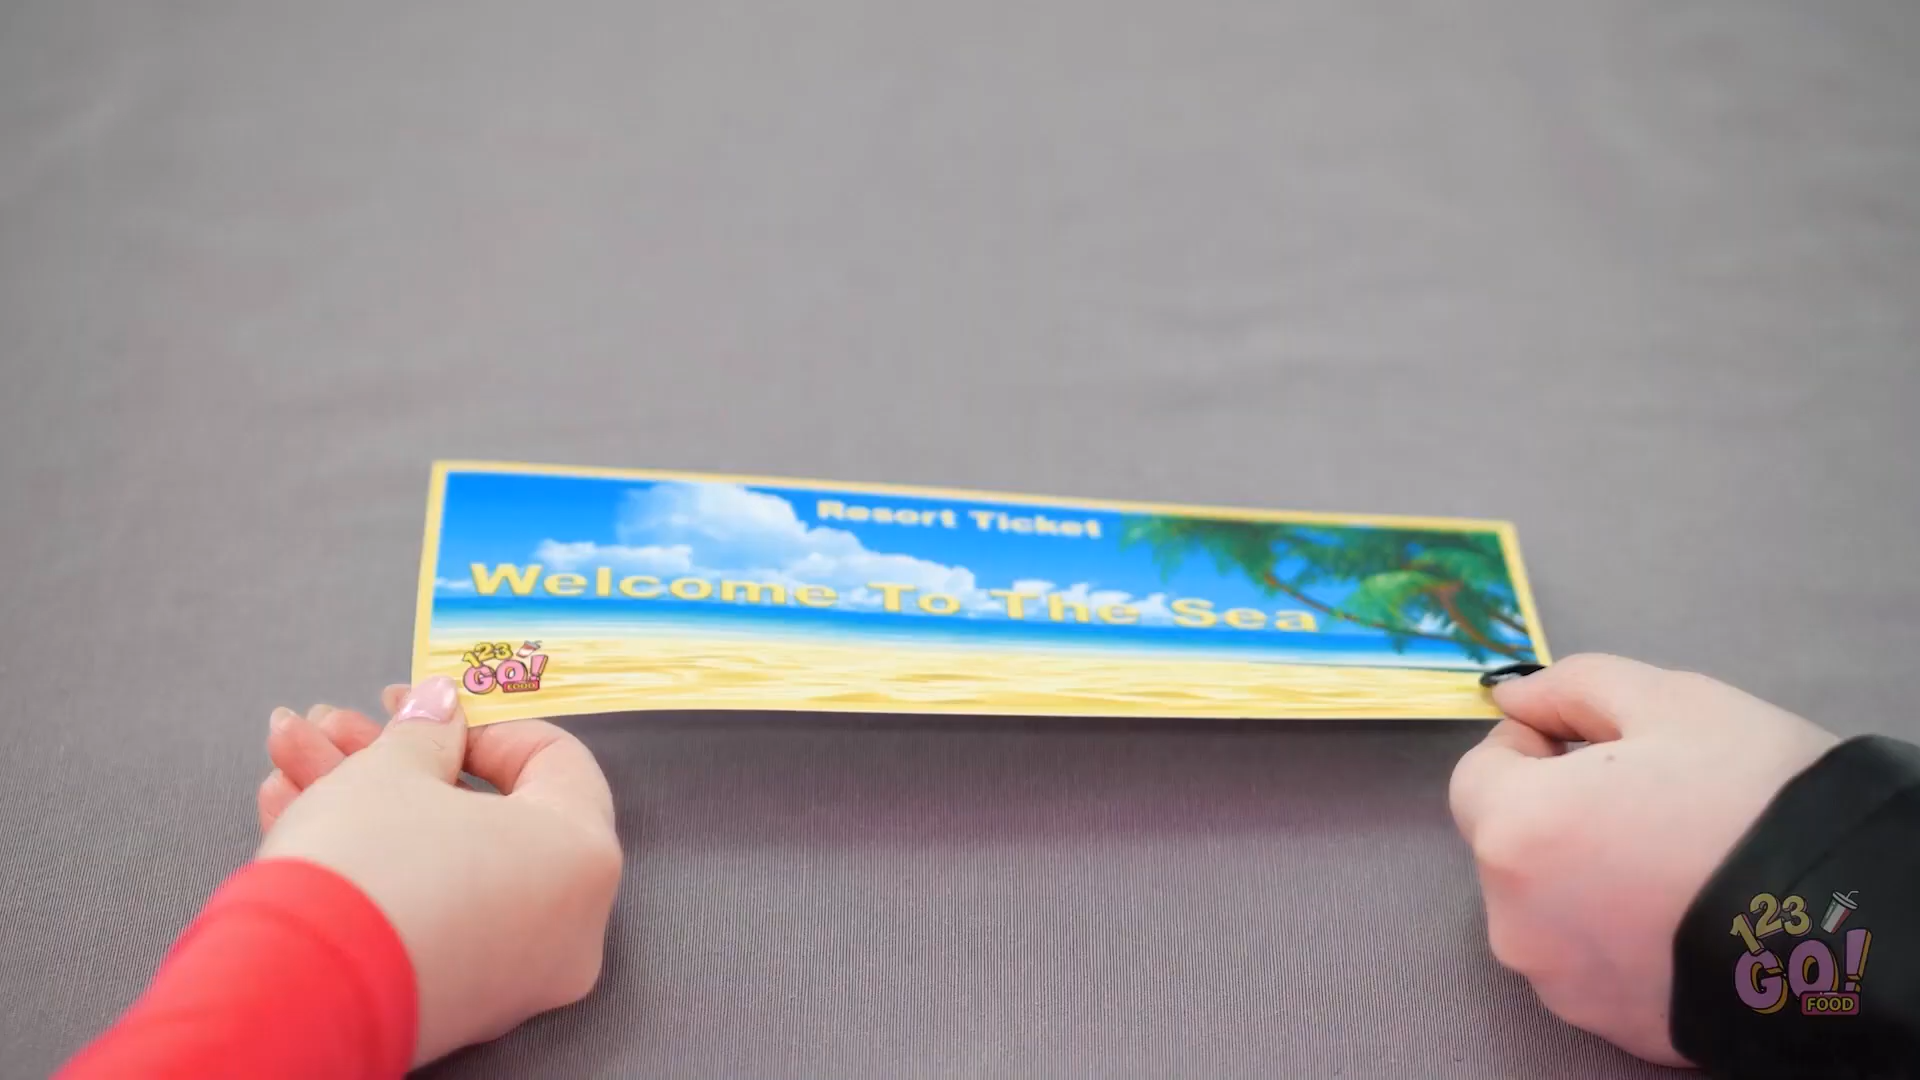 Resort Ticket
Welcome To The Sea
123
GO!
FOOD
123
GO!
FOOD